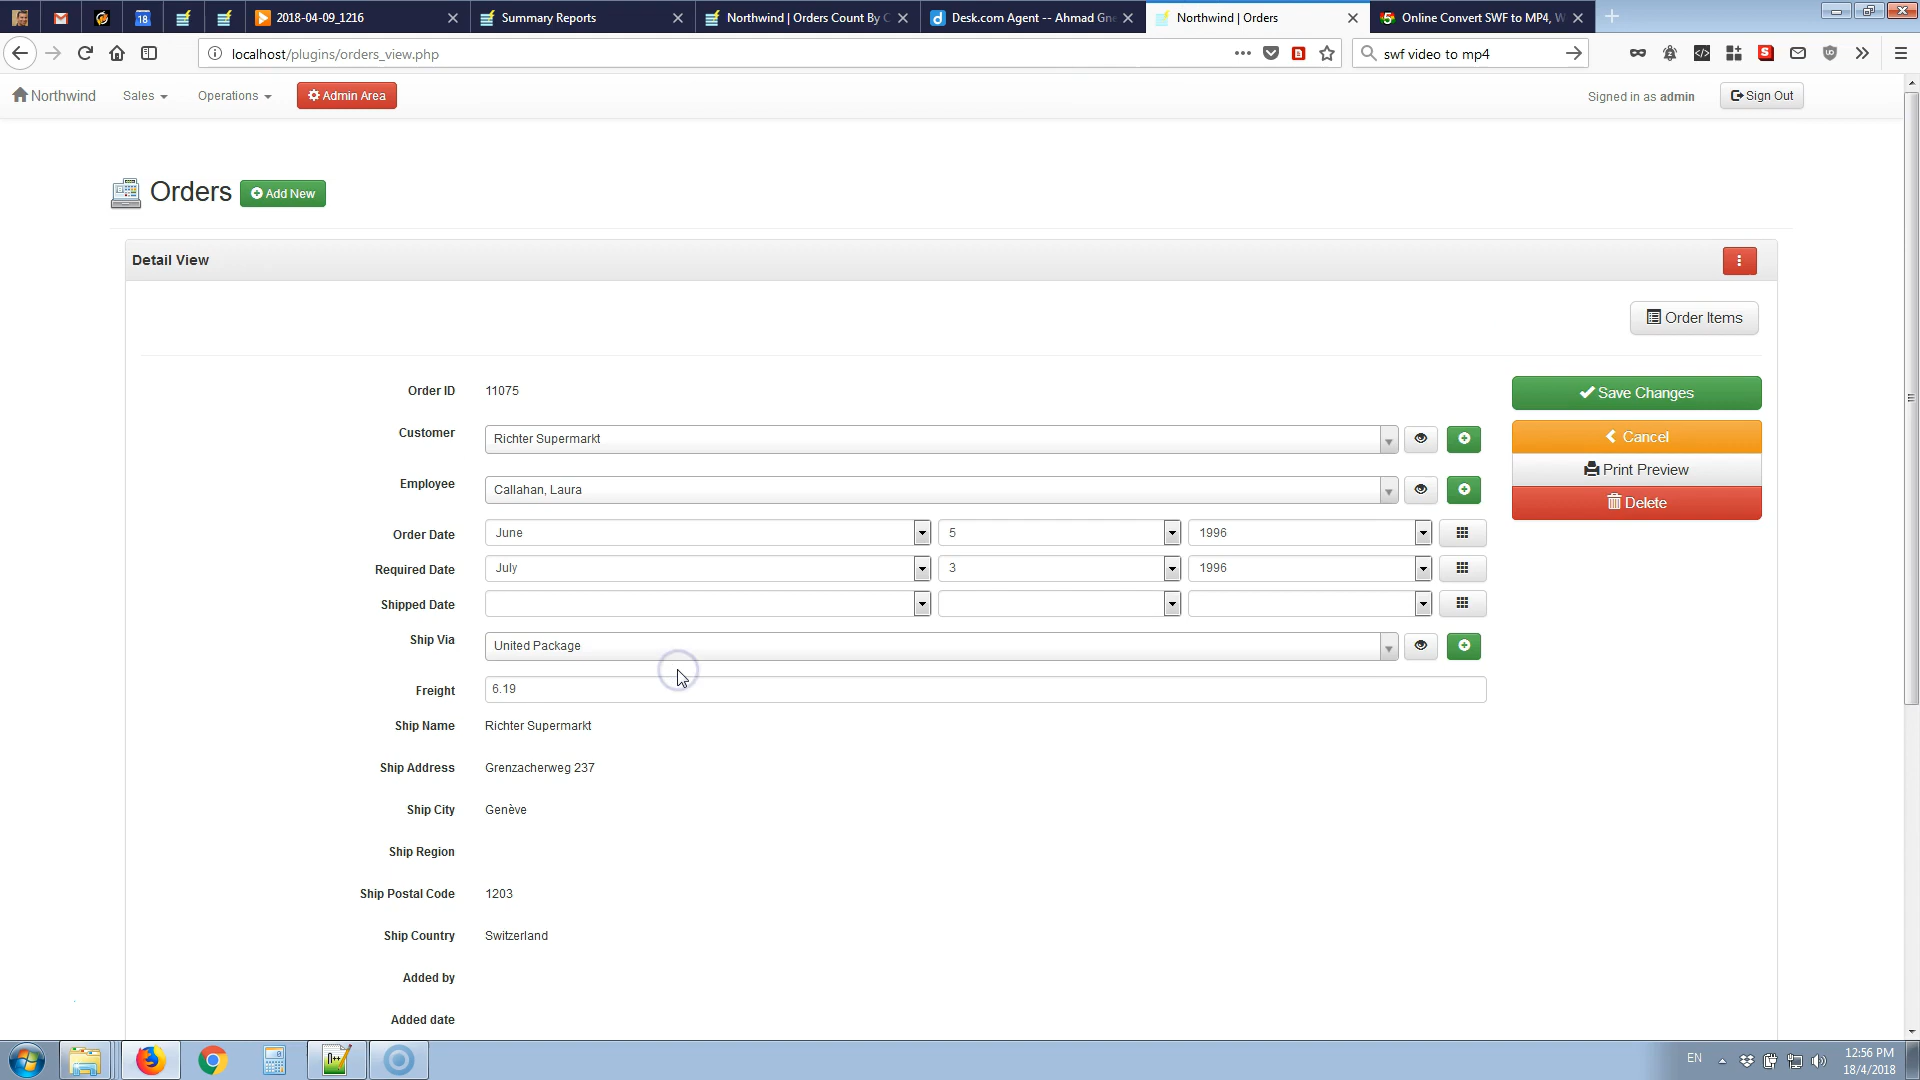 2018-04-09_1216
Summary Reports
Northwind | Orders Count By C
Desk.com Agent -- Ahmad Gne
Northwind | Orders
Online Convert SWF to MP4, W
localhost/plugins/orders_view.php
swf video to mp4
Northwind
Sales
Operations
Admin Area
Signed in as admin
Sign Out
Orders
Add New
Detail View
Order Items
Order ID 11075
Save Changes
Customer Richter Supermarkt
Cancel
Print Preview
Employee Callahan, Laura
Delete
Order Date June 5 1996
Required Date July 3 1996
Shipped Date
Ship Via United Package
Freight 6.19
Ship Name Richter Supermarkt
Ship Address Grenzacherweg 237
Ship City Genève
Ship Region
Ship Postal Code 1203
Ship Country Switzerland
Added by
Added date
EN
12:56 PM
18/4/2018